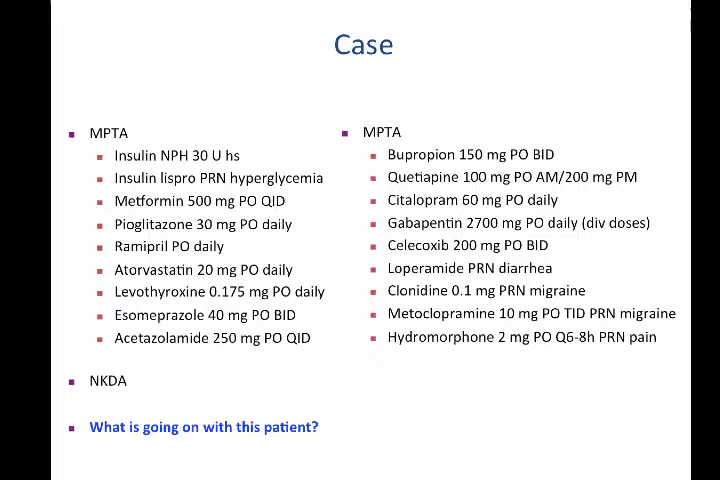 Case
MPTA
Insulin NPH 30 U hs
Insulin lispro PRN hyperglycemia
Metformin 500 mg PO QID
Pioglitazone 30 mg PO daily
Ramipril PO daily
Atorvastatin 20 mg PO daily
Levothyroxine 0.175 mg PO daily
Esomeprazole 40 mg PO BID
Acetazolamide 250 mg PO QID
NKDA
What is going on with this patient?
MPTA
Bupropion 150 mg PO BID
Quetiapine 100 mg PO AM/200 mg PM
Citalopram 60 mg PO daily
Gabapentin 2700 mg PO daily (div doses)
Celecoxib 200 mg PO BID
Loperamide PRN diarrhea
Clonidine 0.1 mg PRN migraine
Metoclopramine 10 mg PO TID PRN migraine
Hydromorphone 2 mg PO Q6-8h PRN pain